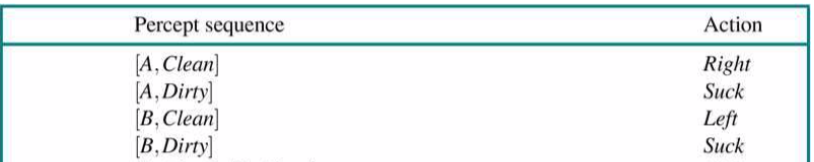 Percept sequence Action
[A, Clean] Right
[A, Dirty] Suck
[B, Clean] Left
[B, Dirty] Suck